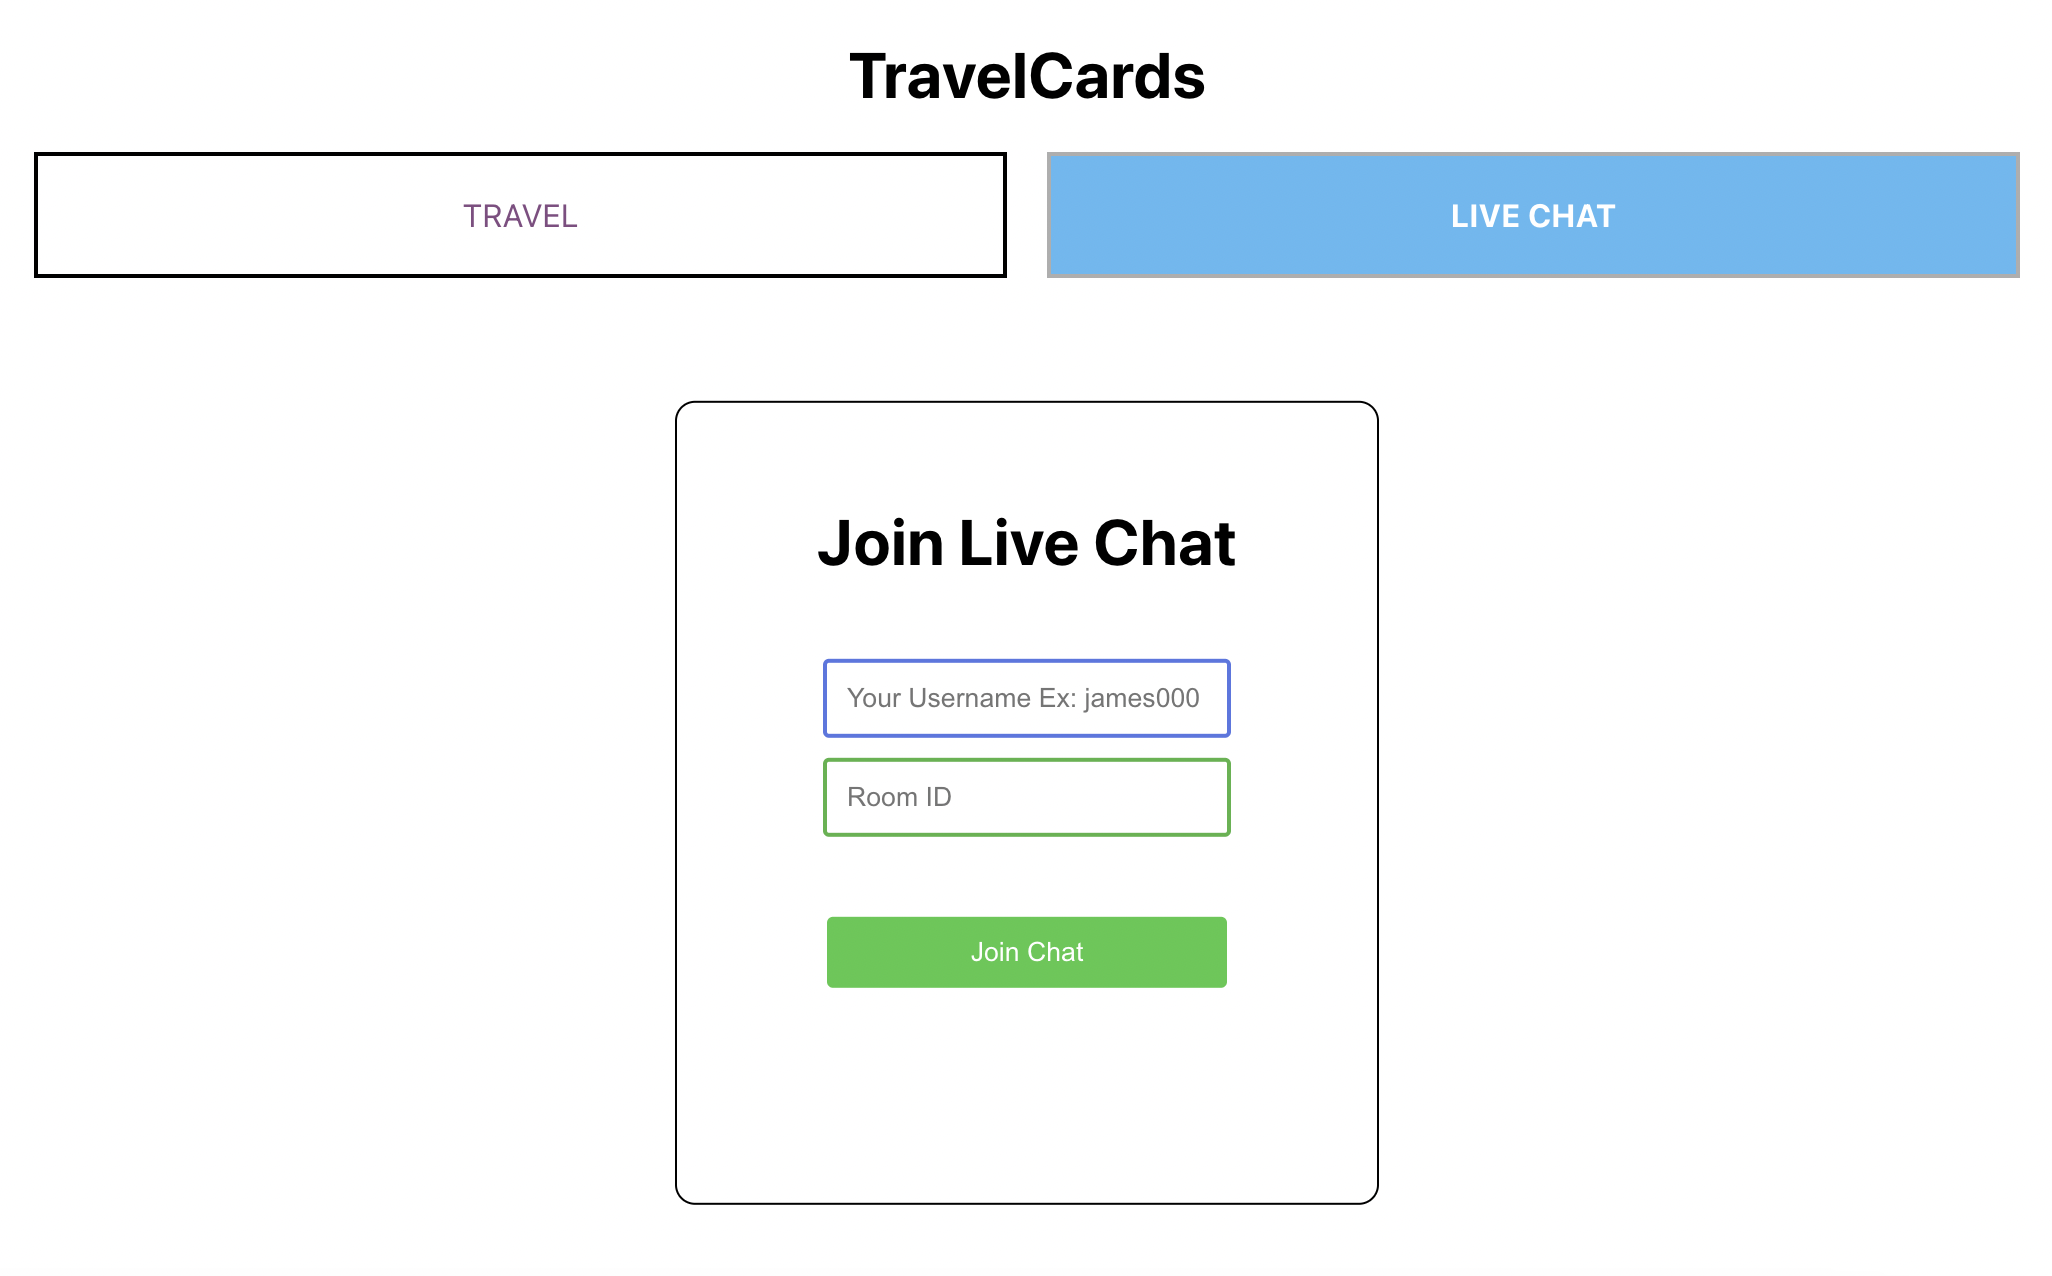 TravelCards
TRAVEL
LIVE CHAT
Join Live Chat
Your Username Ex: james000
Room ID
Join Chat